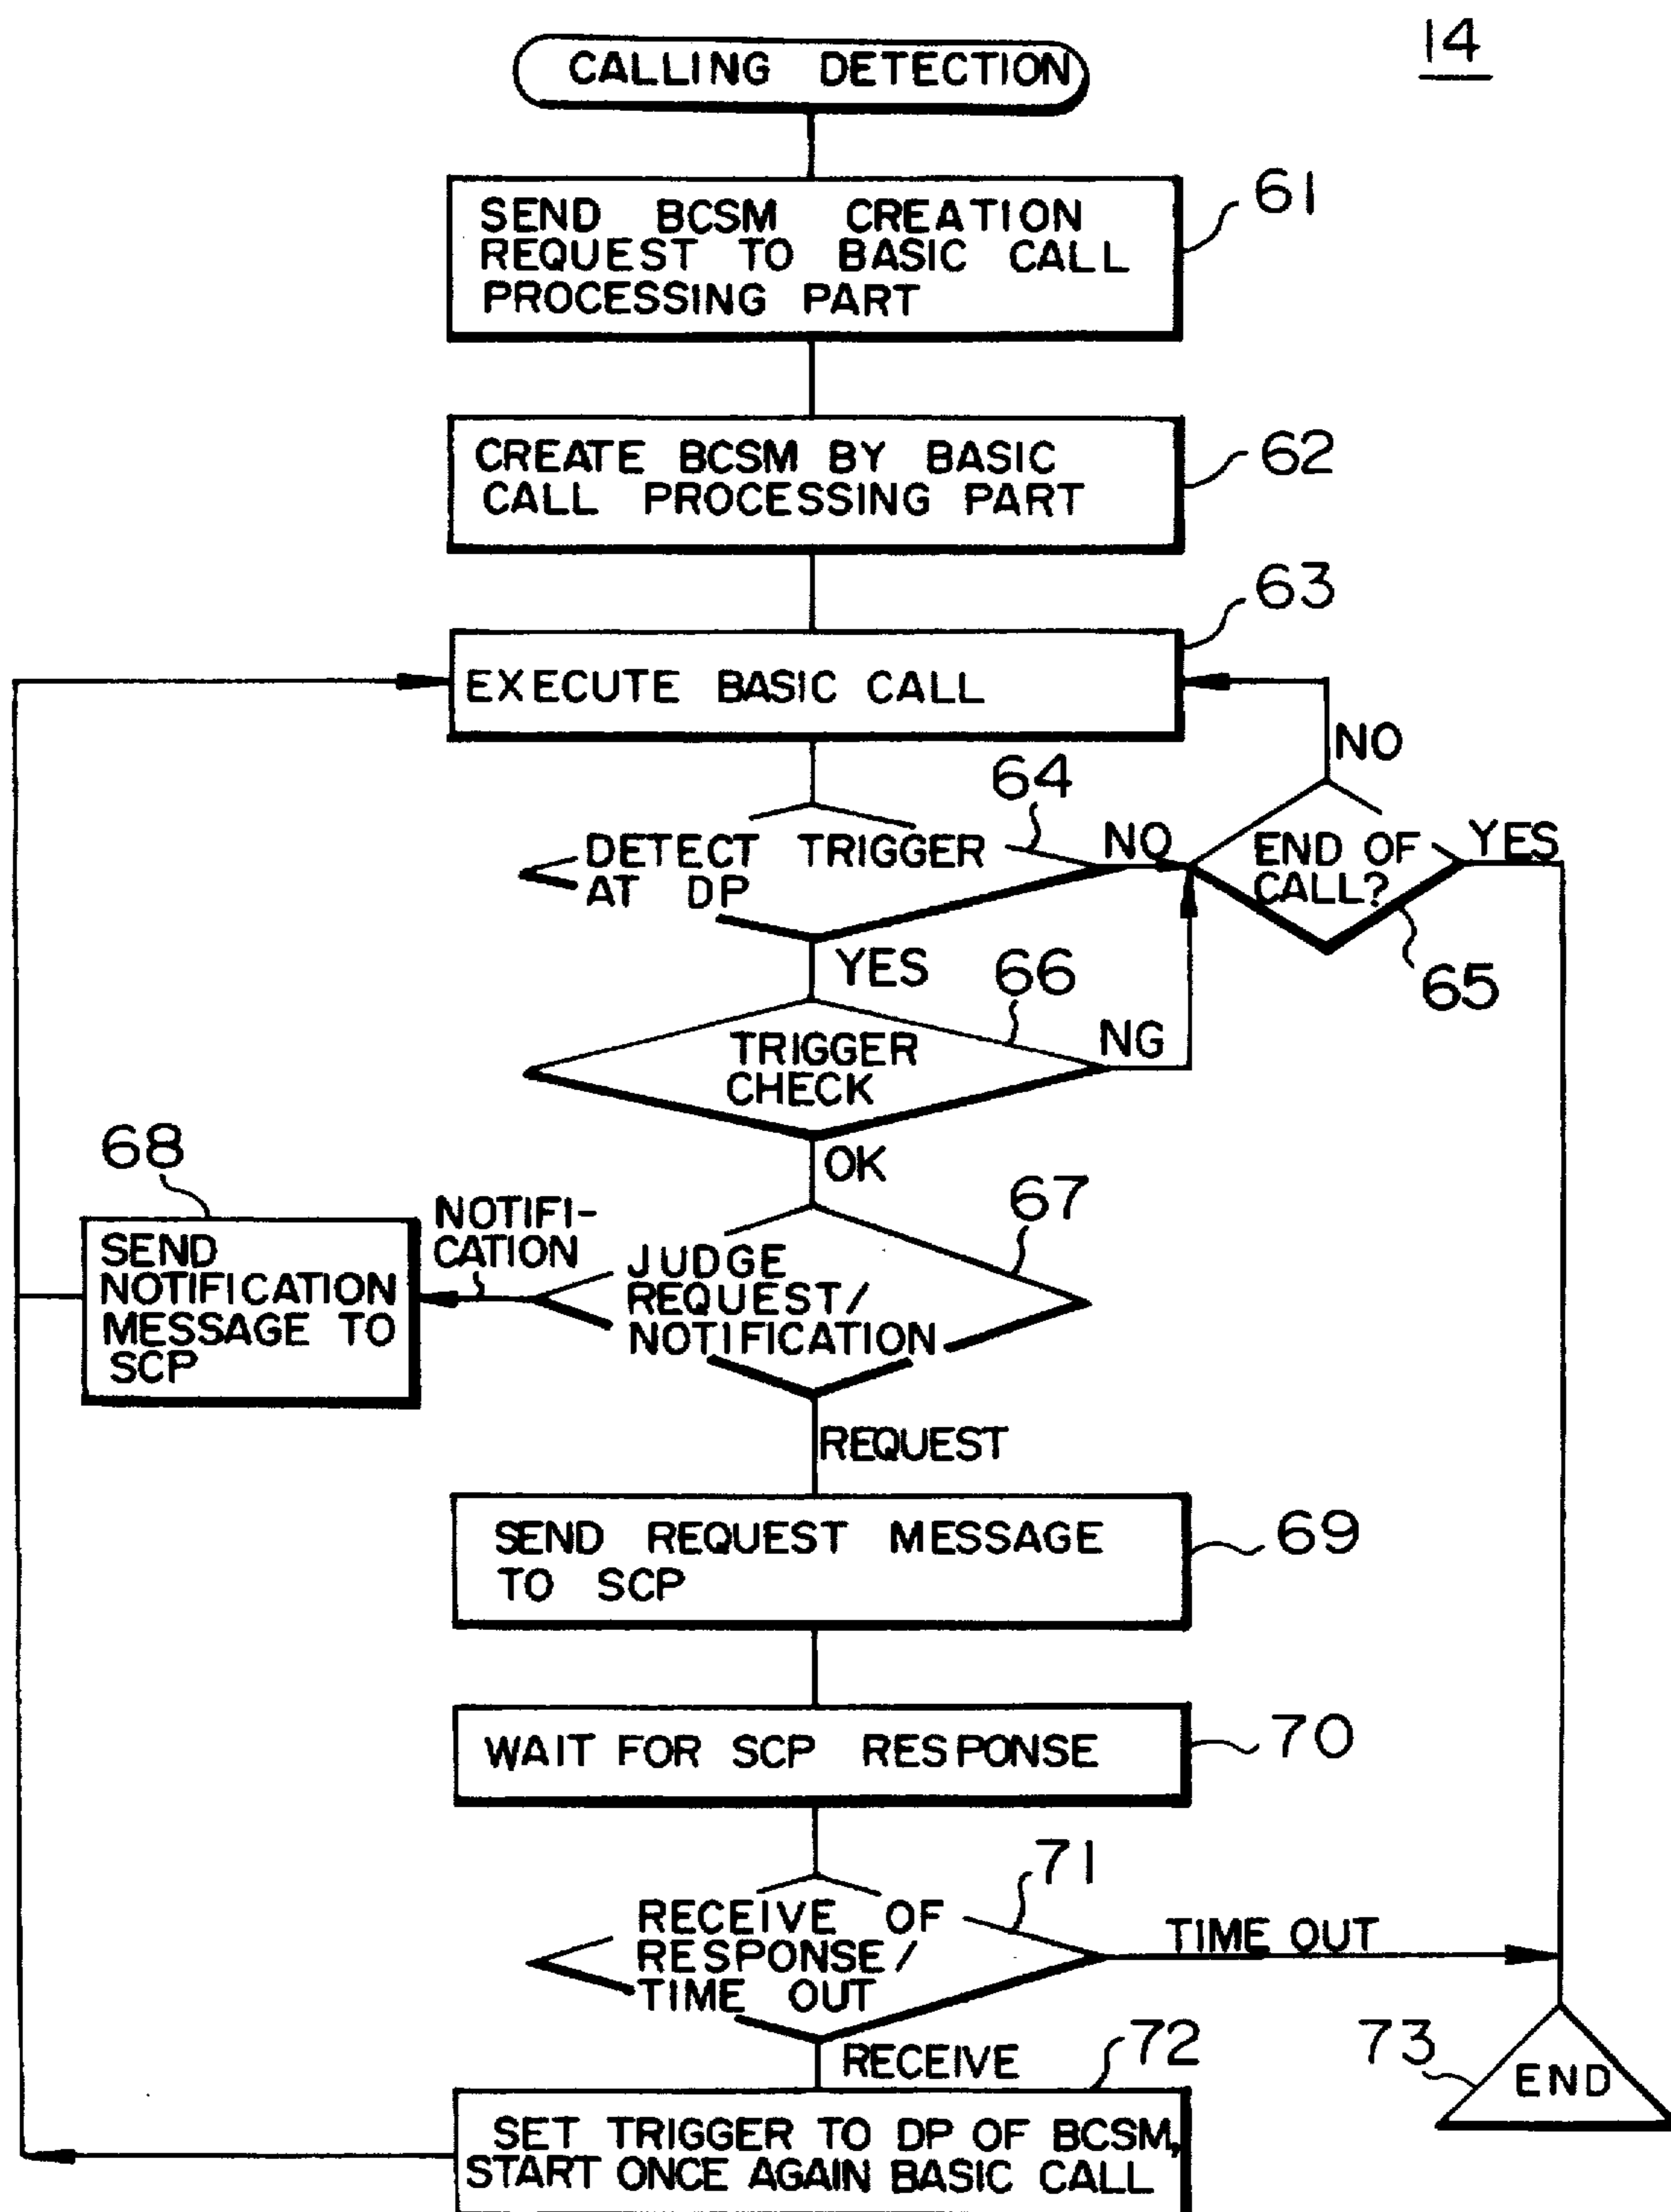 14
CALLING DETECTION
61
SEND BCSM CREATION
REQUEST TO BASIC CALL
PROCESSING PART
62
CREATE BCSM BY BASIC
CALL PROCESSING PART
63
EXECUTE BASIC CALL
NO
64
DETECT TRIGGER
AT DP
NO
END OF
CALL?
YES
65
YES
66
TRIGGER
CHECK
NG
OK
67
68
NOTIFI-
CATION
SEND
NOTIFICATION
MESSAGE TO
SCP
JUDGE
REQUEST/
NOTIFICATION
REQUEST
SEND REQUEST MESSAGE
TO SCP
69
WAIT FOR SCP RESPONSE
70
71
RECEIVE OF
RESPONSE/
TIME OUT
TIME OUT
RECEIVE
72
73
END
SET TRIGGER TO DP OF BCSM,
START ONCE AGAIN BASIC CALL